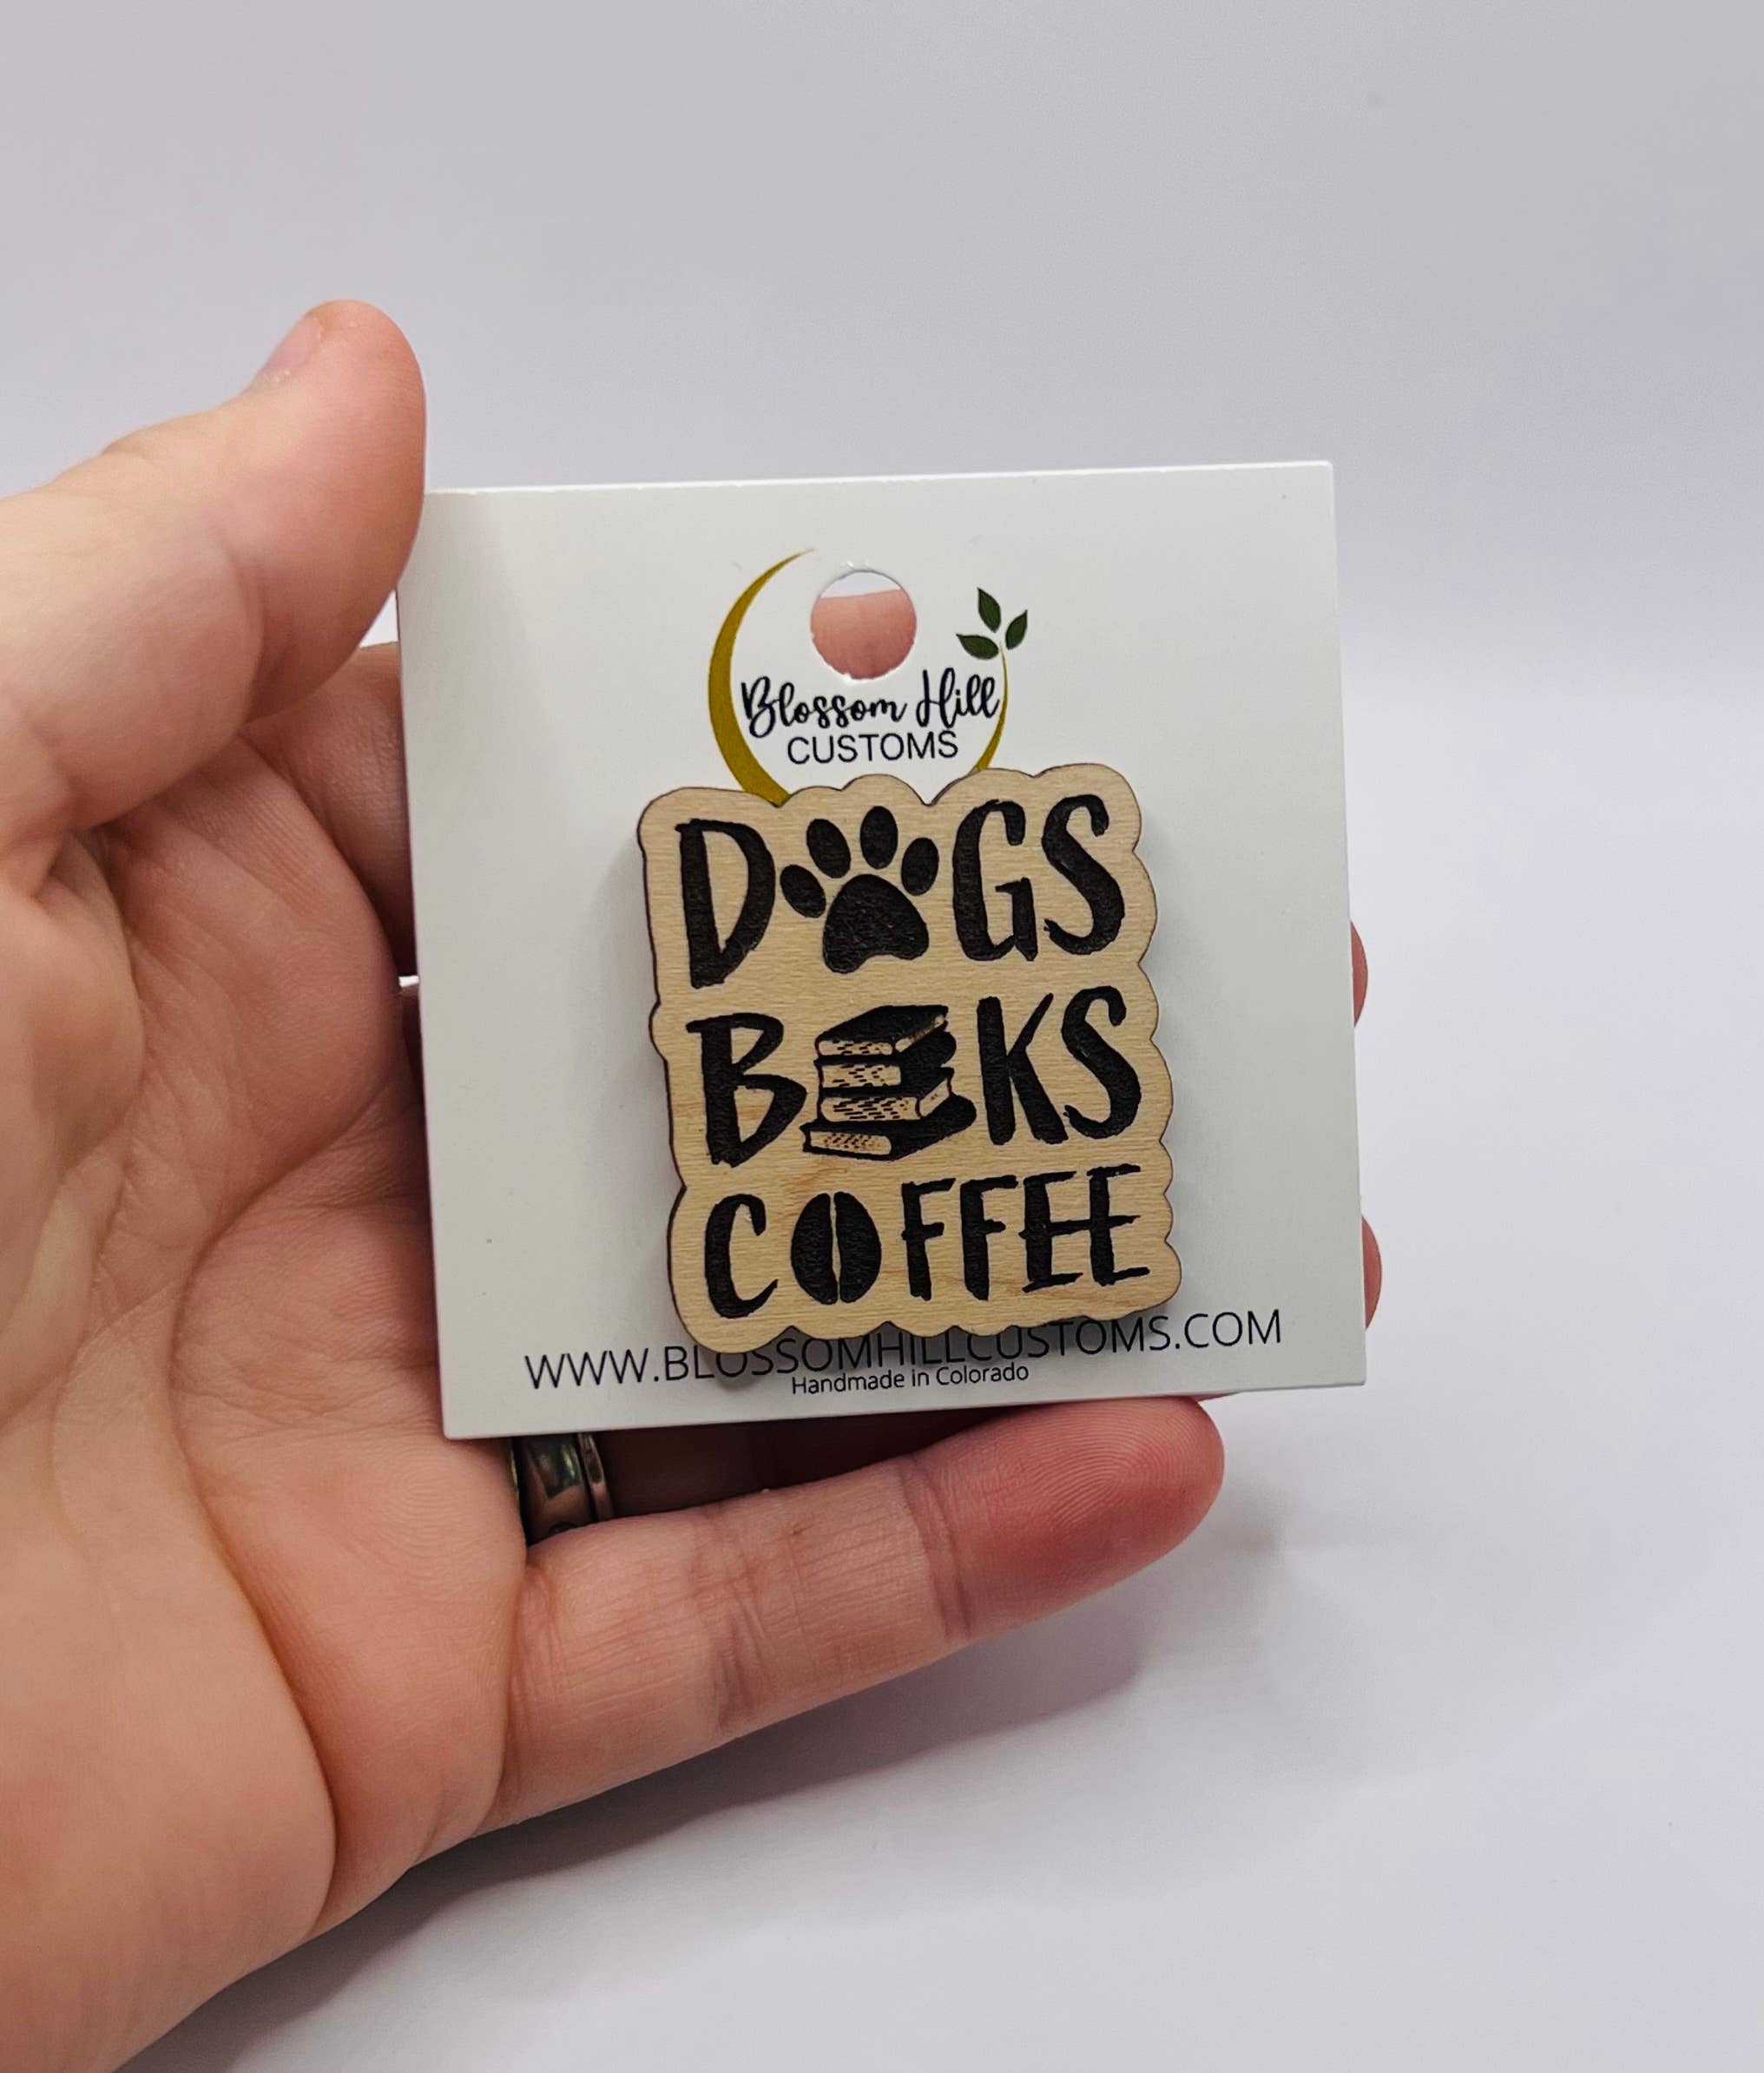 Blossom Hill
CUSTOMS
DOGS
BOOKS
COFFEE
WWW.BLOSSOMHILLCUSTOMS.COM
Handmade in Colorado